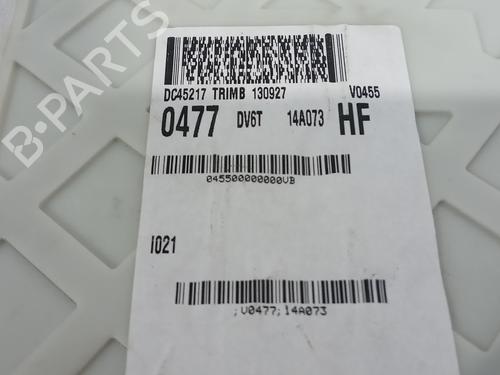 B-PARTS
DC45217 TRIMB 130927 V0455
0477 DV6T 14A073 HF
045500000000VB
I021
;V0477;14A073